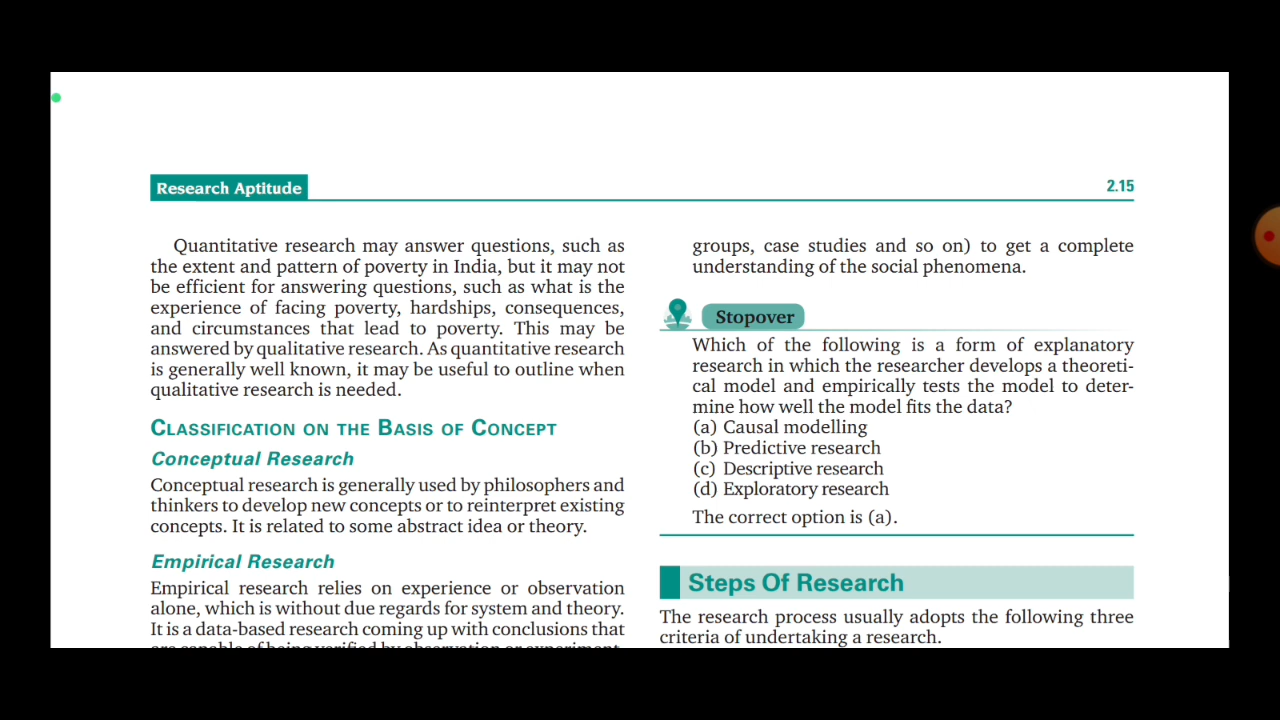 Research Aptitude
2.15
Quantitative research may answer questions, such as
the extent and pattern of poverty in India, but it may not
be efficient for answering questions, such as what is the
experience of facing poverty, hardships, consequences,
and circumstances that lead to poverty. This may be
answered by qualitative research. As quantitative research
is generally well known, it may be useful to outline when
qualitative research is needed.
CLASSIFICATION ON THE BASIS OF CONCEPT
Conceptual Research
Conceptual research is generally used by philosophers and
thinkers to develop new concepts or to reinterpret existing
concepts. It is related to some abstract idea or theory.
Empirical Research
Empirical research relies on experience or observation
alone, which is without due regards for system and theory.
It is a data-based research coming up with conclusions that
are capable of being verified by observation or experiment.
groups, case studies and so on) to get a complete
understanding of the social phenomena.
Stopover
Which of the following is a form of explanatory
research in which the researcher develops a theoreti-
cal model and empirically tests the model to deter-
mine how well the model fits the data?
(a) Causal modelling
(b) Predictive research
(c) Descriptive research
(d) Exploratory research
The correct option is (a).
Steps Of Research
The research process usually adopts the following three
criteria of undertaking a research.